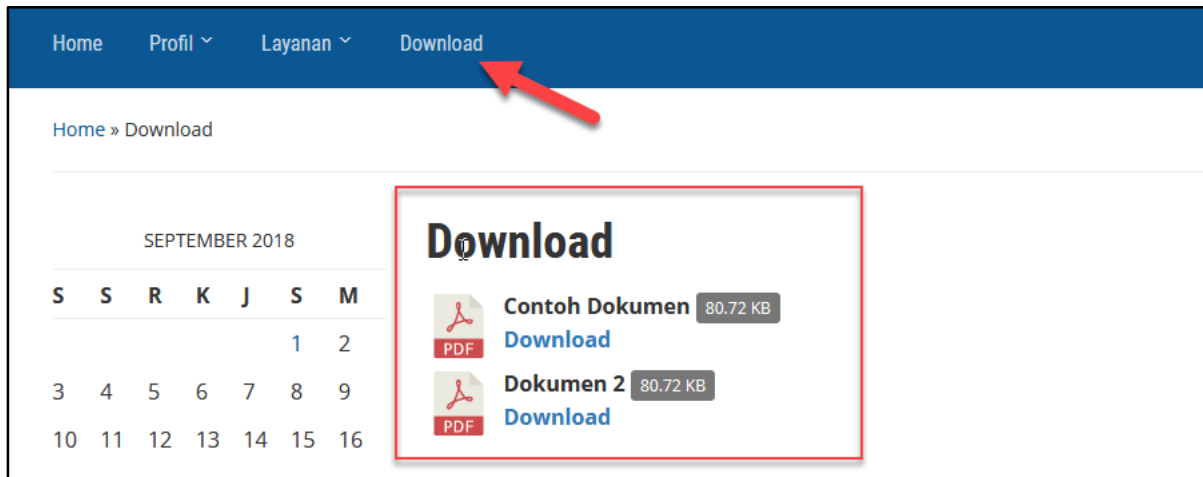 Home Profil Layanan Download
Home » Download
SEPTEMBER 2018
S S R K J S M
1 2
3 4 5 6 7 8 9
10 11 12 13 14 15 16
Download
PDF
Contoh Dokumen 80.72 KB
Download
PDF
Dokumen 2 80.72 KB
Download